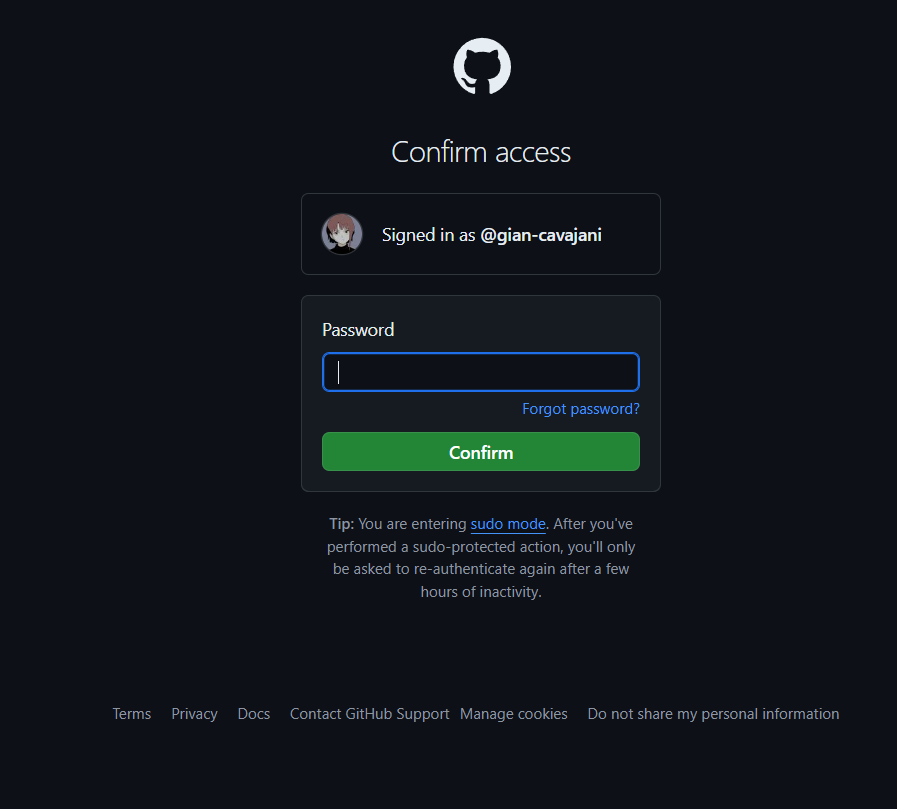 Confirm access
Signed in as @gian-cavajani
Password
Forgot password?
Confirm
Tip: You are entering sudo mode. After you've
performed a sudo-protected action, you'll only
be asked to re-authenticate again after a few
hours of inactivity.
Terms Privacy Docs Contact GitHub Support Manage cookies Do not share my personal information